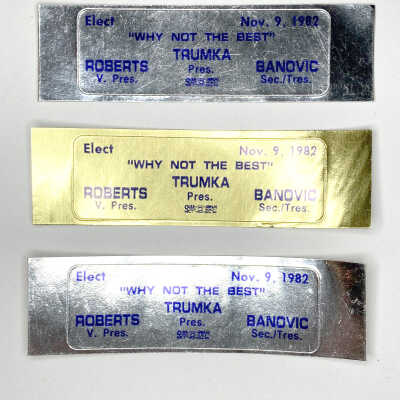 Elect Nov. 9, 1982
"WHY NOT THE BEST"
TRUMKA
ROBERTS Pres. BANOVIC
V. Pres. Sec./Tres.
Elect Nov. 9, 1982
"WHY NOT THE BEST"
TRUMKA
ROBERTS Pres. BANOVIC
V. Pres. Sec./Tres.
Elect Nov. 9, 1982
"WHY NOT THE BEST"
TRUMKA
ROBERTS Pres. BANOVIC
V. Pres. Sec./Tres.